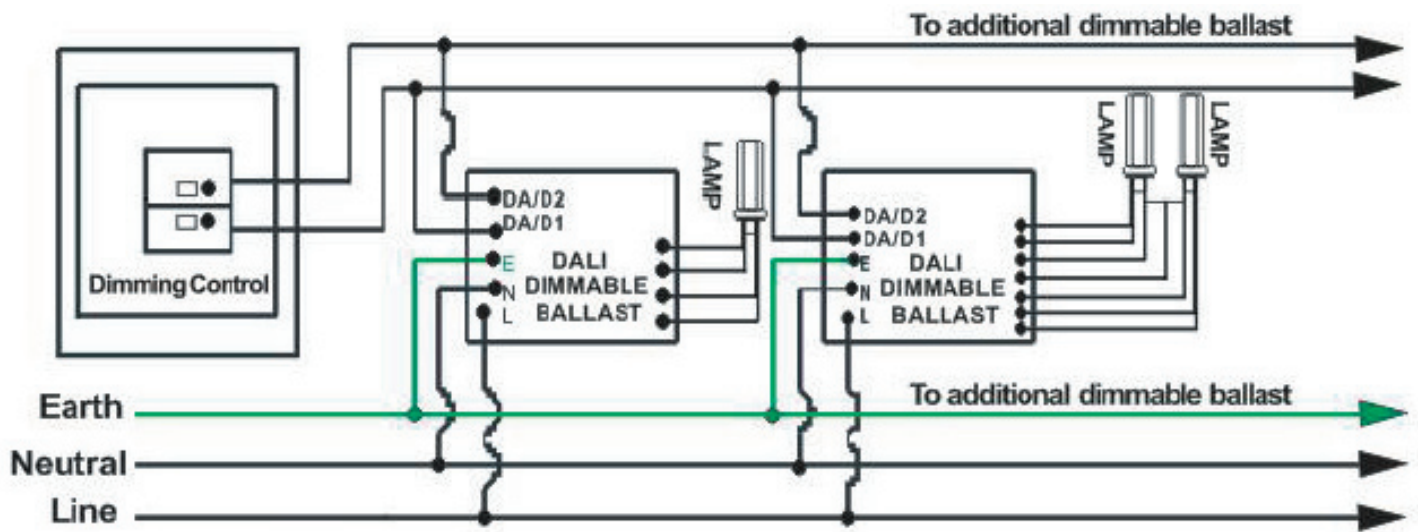 To additional dimmable ballast
LAMP
LAMP
LAMP
DA/D2
DA/D1
E
N
L
DALI
DIMMABLE
BALLAST
DA/D2
DA/D1
E
N
L
DALI
DIMMABLE
BALLAST
Dimming Control
Earth
To additional dimmable ballast
Neutral
Line